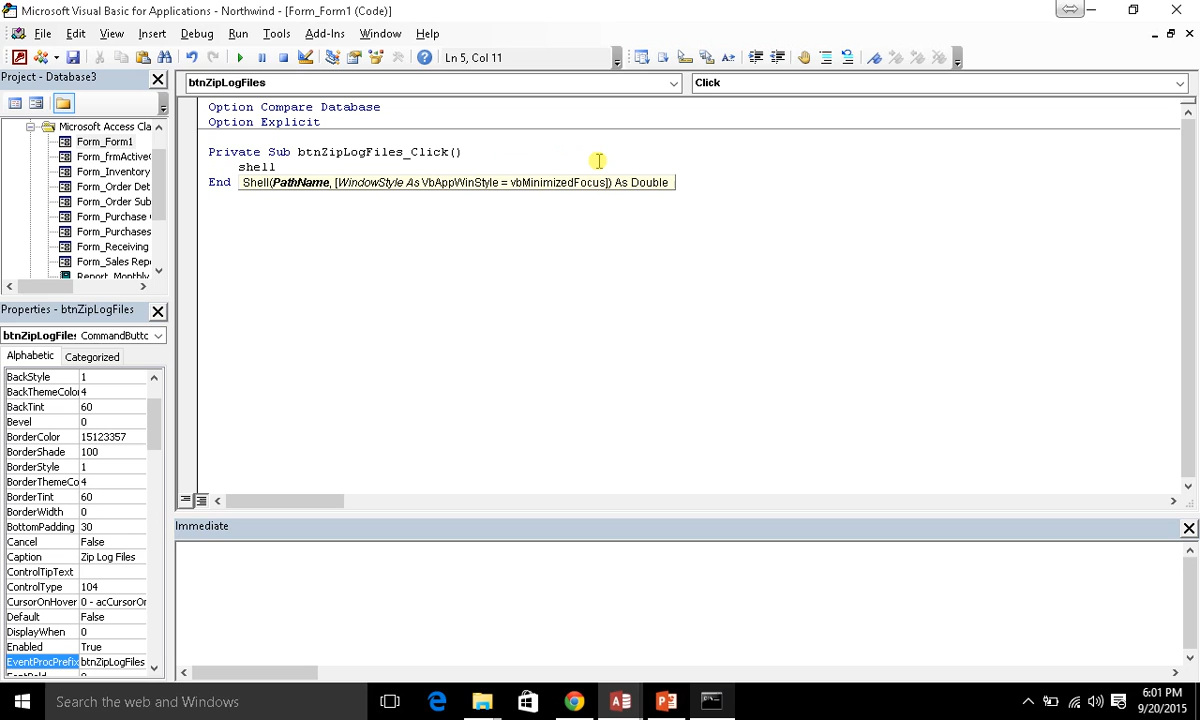 Microsoft Visual Basic for Applications - Northwind - [Form_Form1 (Code)]
File Edit View Insert Format Debug Run Tools Add-Ins Window Help
Ln 5, Col 11
Project - Database3
btnZipLogFiles
Click
Microsoft Access Cla
Form_Form1
Form_frmActive
Form_Inventory
Form_Order Det
Form_Order Sub
Form_Purchase
Form_Purchases
Form_Receiving
Form_Sales Rep
Report_Monthly
Option Compare Database
Option Explicit
Private Sub btnZipLogFiles_Click()
shell
End
Shell(PathName, [WindowStyle As VbAppWinStyle = vbMinimizedFocus]) As Double
Properties - btnZipLogFiles
btnZipLogFile: CommandButtc
Alphabetic Categorized
BackStyle 1
BackThemeColor 4
BackTint 60
Bevel 0
BorderColor 15123357
BorderShade 100
BorderStyle 1
BorderThemeCo 4
BorderTint 60
BorderWidth 0
BottomPadding 30
Cancel False
Caption Zip Log Files
ControlTipText
ControlType 104
CursorOnHover 0 - acCursorOr
Default False
DisplayWhen 0
Enabled True
EventProcPrefix btnZipLogFiles
Immediate
Search the web and Windows
6:01 PM
9/20/2015